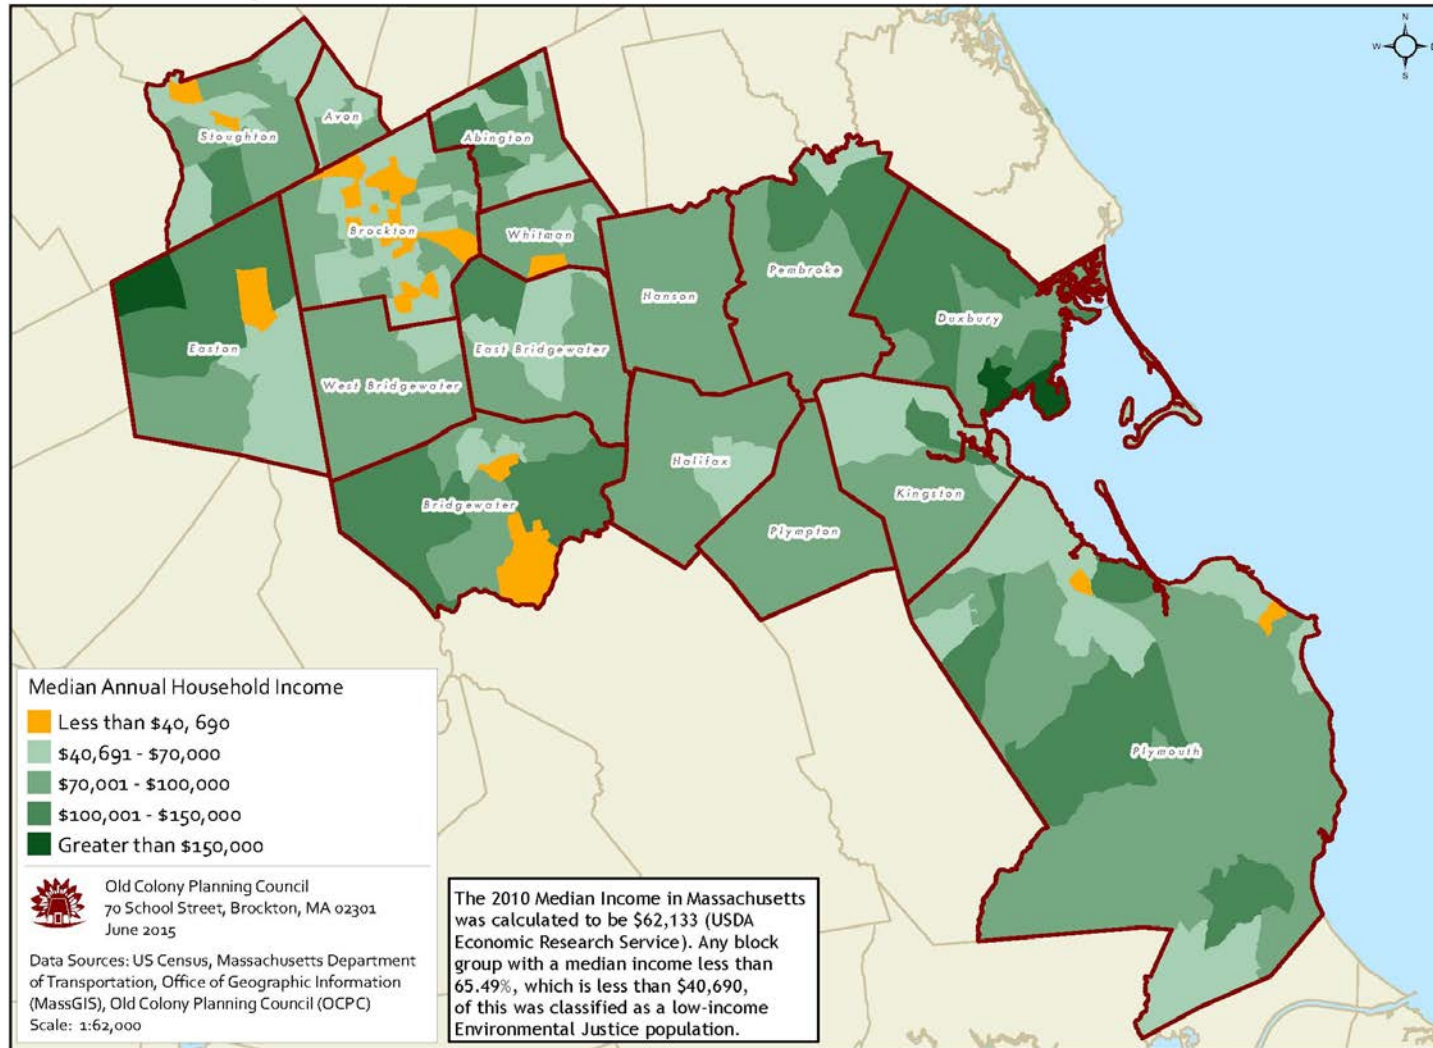 N
W
E
S
Stoughton
Avon
Abington
Brockton
Whitman
Hanson
Pembroke
Duxbury
Easton
West Bridgewater
East Bridgewater
Halifax
Kingston
Bridgewater
Plympton
Plymouth
Median Annual Household Income
Less than $40, 690
$40,691 - $70,000
$70,001 - $100,000
$100,001 - $150,000
Greater than $150,000
Old Colony Planning Council
70 School Street, Brockton, MA 02301
June 2015
Data Sources: US Census, Massachusetts Department
of Transportation, Office of Geographic Information
(MassGIS), Old Colony Planning Council (OCPC)
Scale: 1:62,000
The 2010 Median Income in Massachusetts
was calculated to be $62,133 (USDA
Economic Research Service). Any block
group with a median income less than
65.49%, which is less than $40,690,
of this was classified as a low-income
Environmental Justice population.